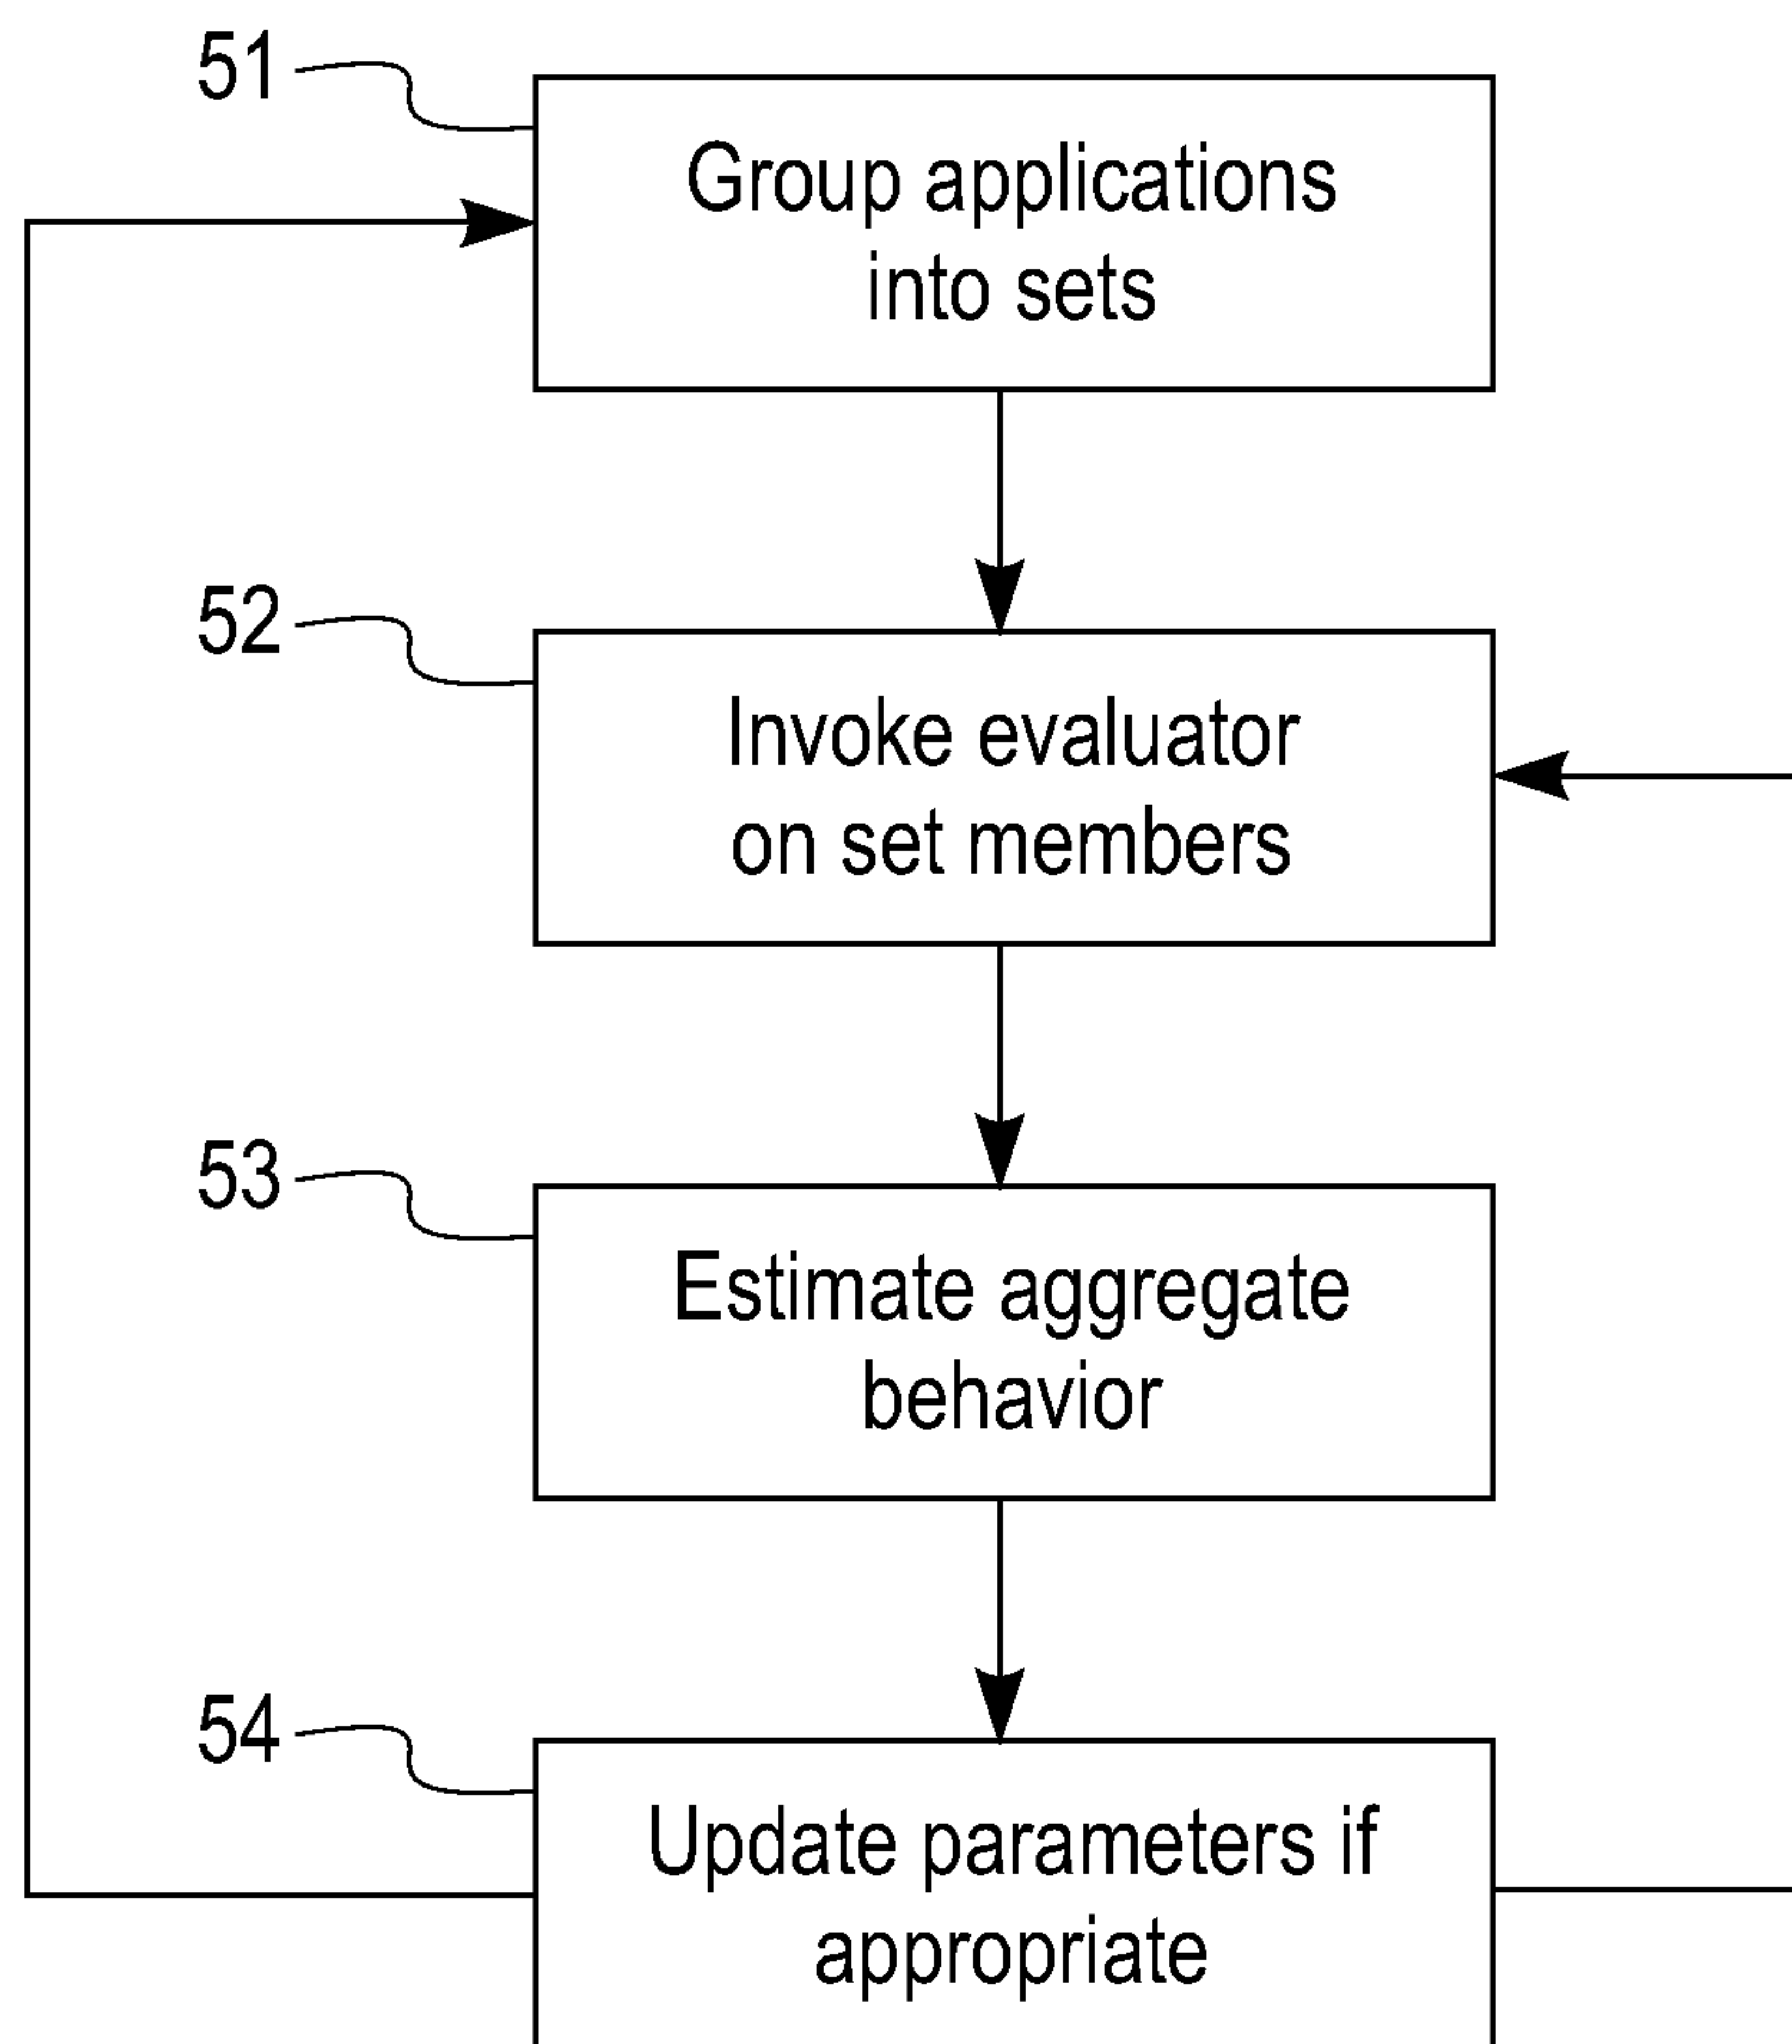 51
Group applications
into sets
52
Invoke evaluator
on set members
53
Estimate aggregate
behavior
54
Update parameters if
appropriate